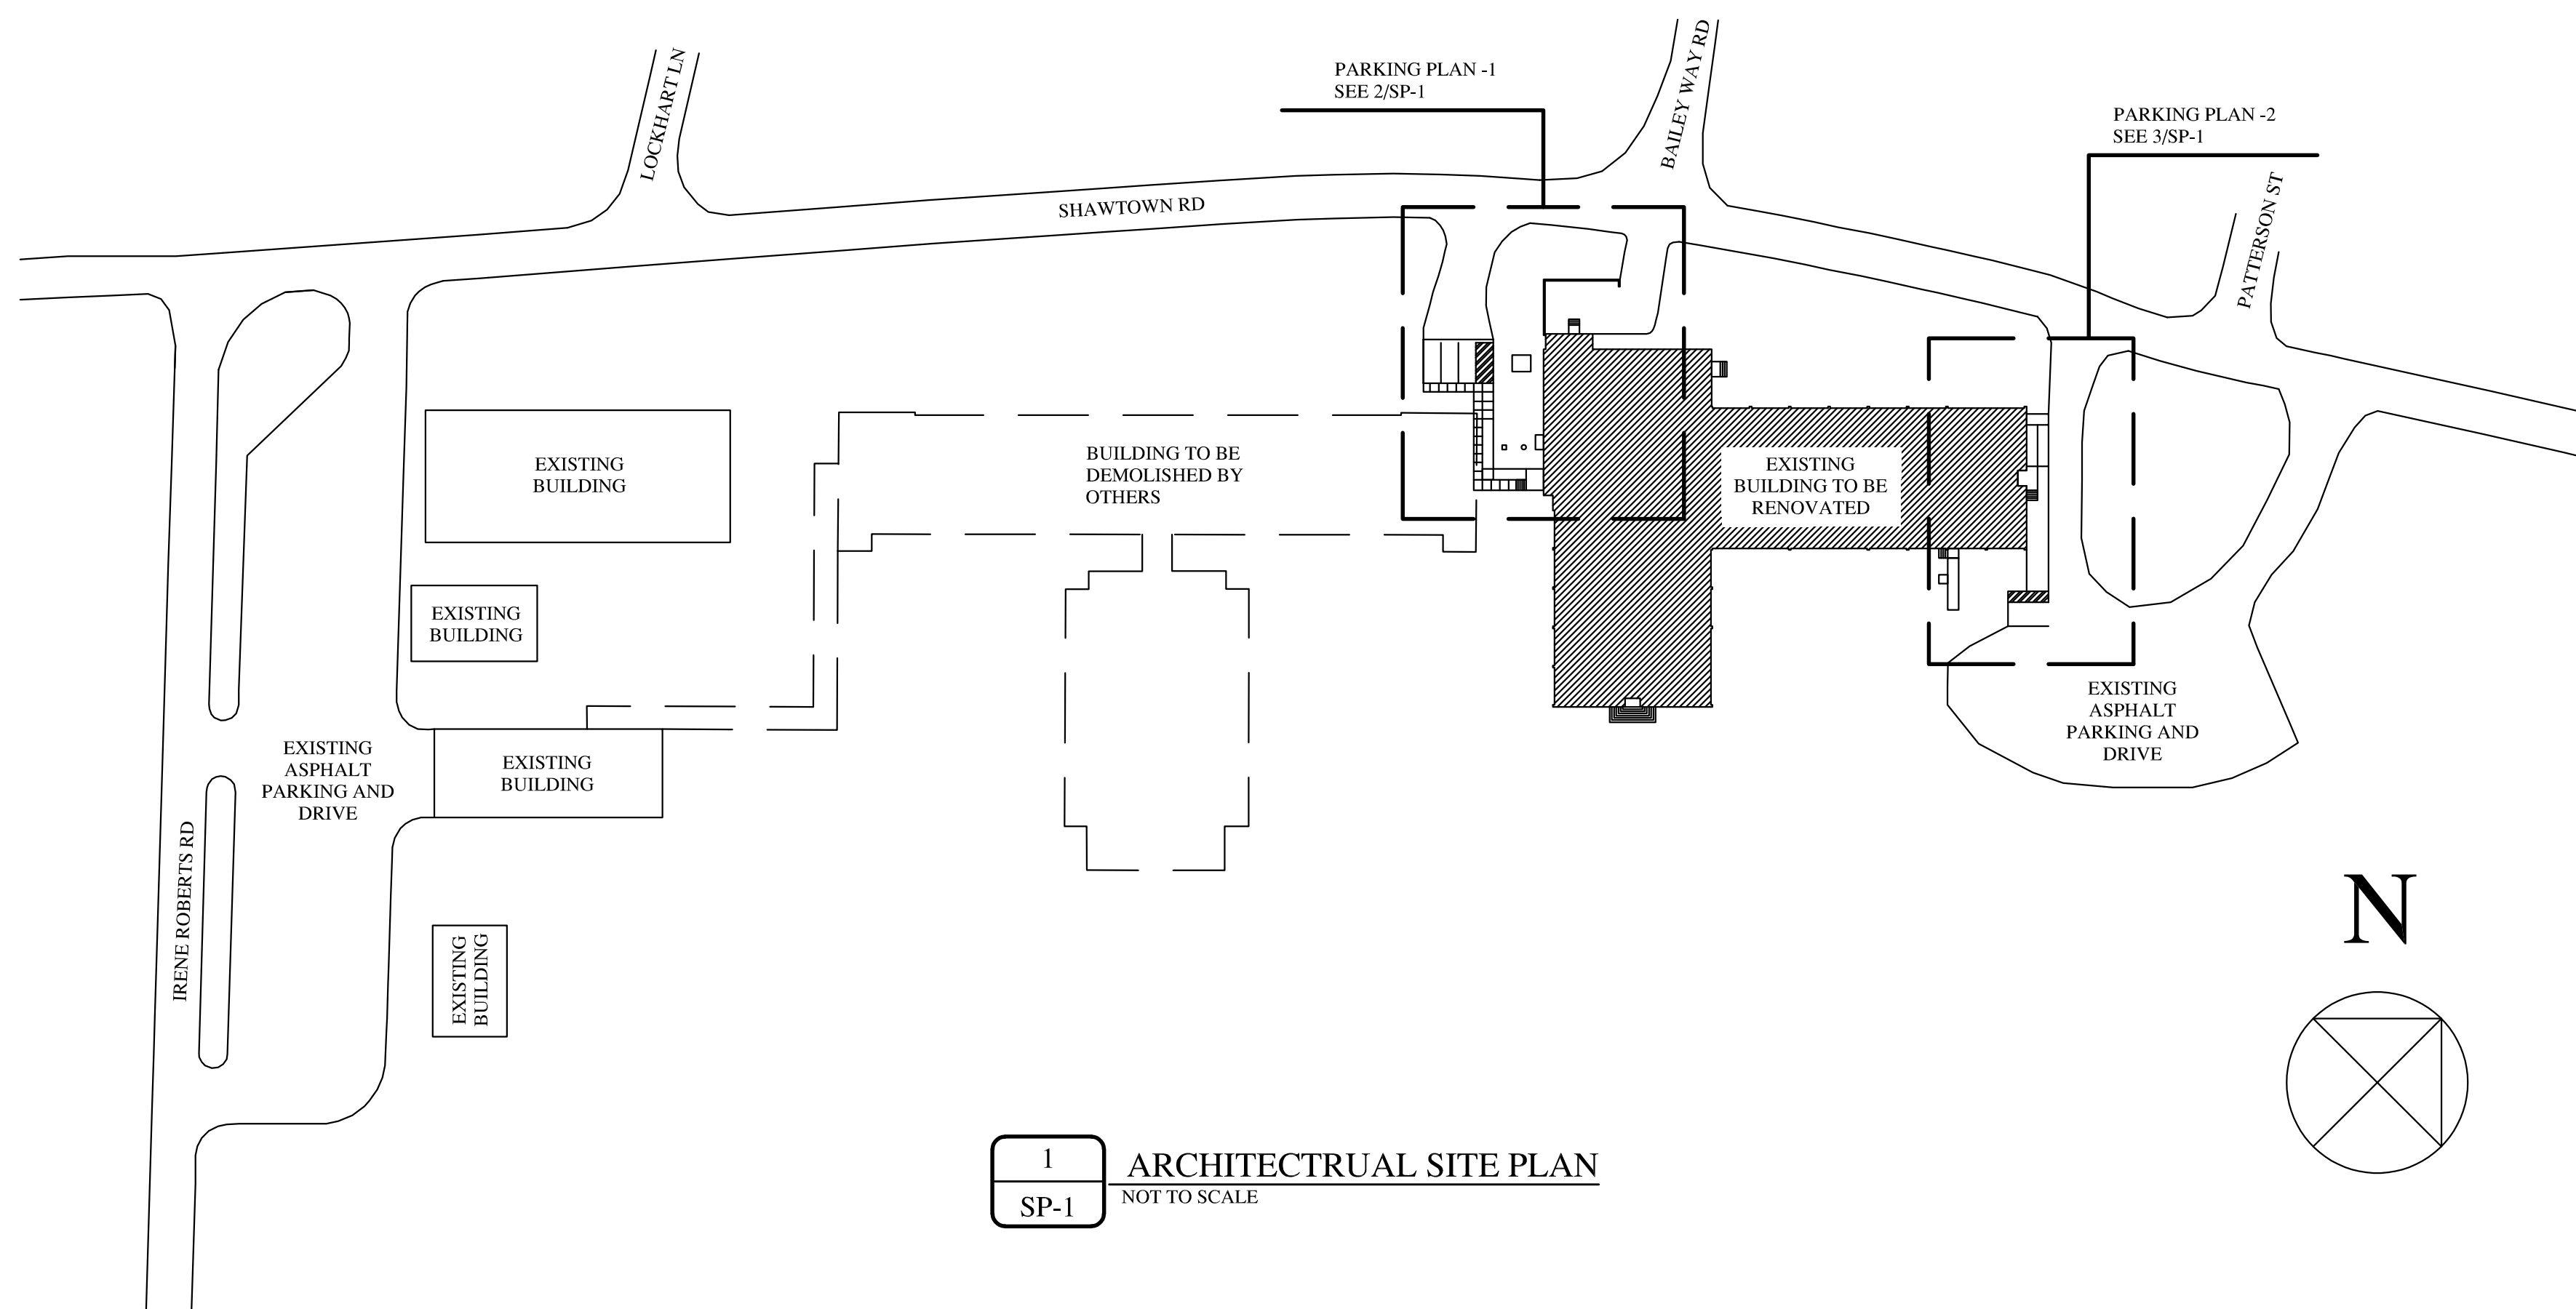 LOCKHART LN
PARKING PLAN -1
SEE 2/SP-1
BAILEY WAY RD
PARKING PLAN -2
SEE 3/SP-1
PATTERSON ST
SHAWTOWN RD
EXISTING
BUILDING
BUILDING TO BE
DEMOLISHED BY
OTHERS
EXISTING
BUILDING TO BE
RENOVATED
EXISTING
BUILDING
EXISTING
ASPHALT
PARKING AND
DRIVE
EXISTING
BUILDING
EXISTING
ASPHALT
PARKING AND
DRIVE
IRENE ROBERTS RD
EXISTING
BUILDING
N
1
SP-1
ARCHITECTRUAL SITE PLAN
NOT TO SCALE